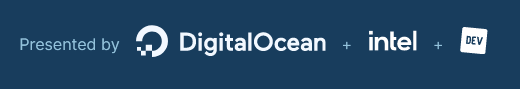 Presented by DigitalOcean + intel + DEV